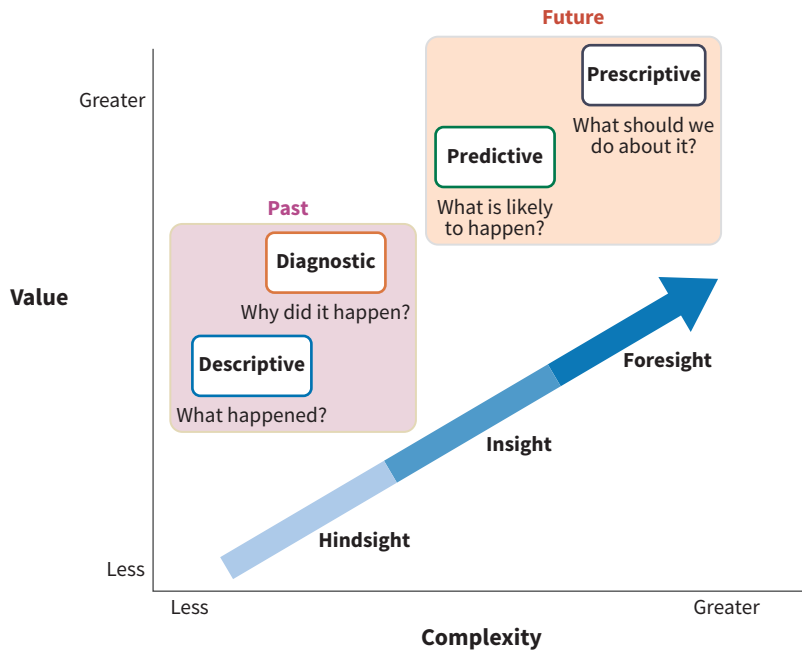 Future
Greater
Prescriptive
What should we
do about it?
Predictive
What is likely
to happen?
Past
Diagnostic
Why did it happen?
Value
Descriptive
What happened?
Foresight
Insight
Hindsight
Less
Less
Greater
Complexity